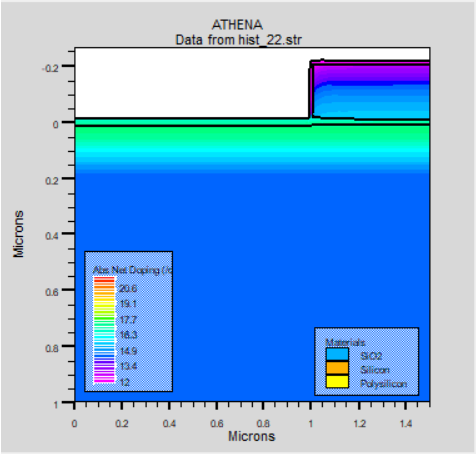 ATHENA
Data from hist_22.str
-0.2
0
0.2
0.4
0.6
0.8
1
Microns
0 0.2 0.4 0.6 0.8 1 1.2 1.4
Microns
Abs Net Doping (/c
20.6
19.1
17.7
16.3
14.9
13.4
12
Materials
SiO2
Silicon
Polysilicon